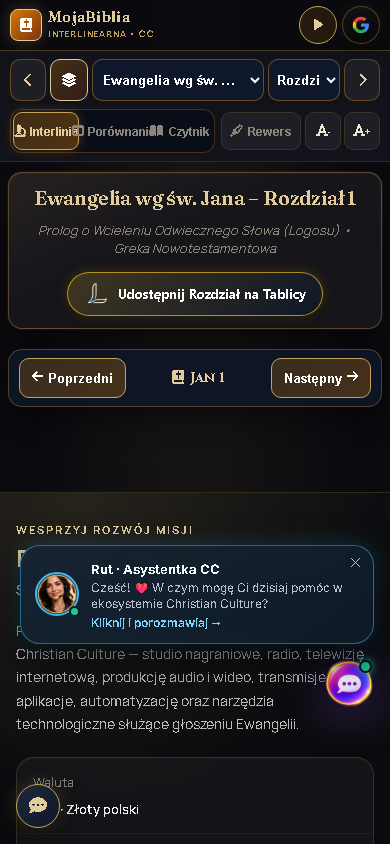 MojaBiblia
INTERLINEARNA • CC
Ewangelia wg św. ...
Rozdzi
Interlini
Porównani
Czytnik
Rewers
A-
A+
Ewangelia wg św. Jana – Rozdział 1
Prolog o Wcieleniu Odwiecznego Słowa (Logosu) •
Greka Nowotestamentowa
Udostępnij Rozdział na Tablicy
Poprzedni
JAN 1
Następny
WESPRZYJ ROZWÓJ MISJI
Rut · Asystentka CC
Cześć! ❤️ W czym mogę Ci dzisiaj pomóc w
ekosystemie Christian Culture?
Kliknij i porozmawiaj →
Christian Culture — studio nagraniowe, radio, telewizję
internetową, produkcję audio i wideo, transmisje
aplikacje, automatyzację oraz narzędzia
technologiczne służące głoszeniu Ewangelii.
Waluta
· Złoty polski